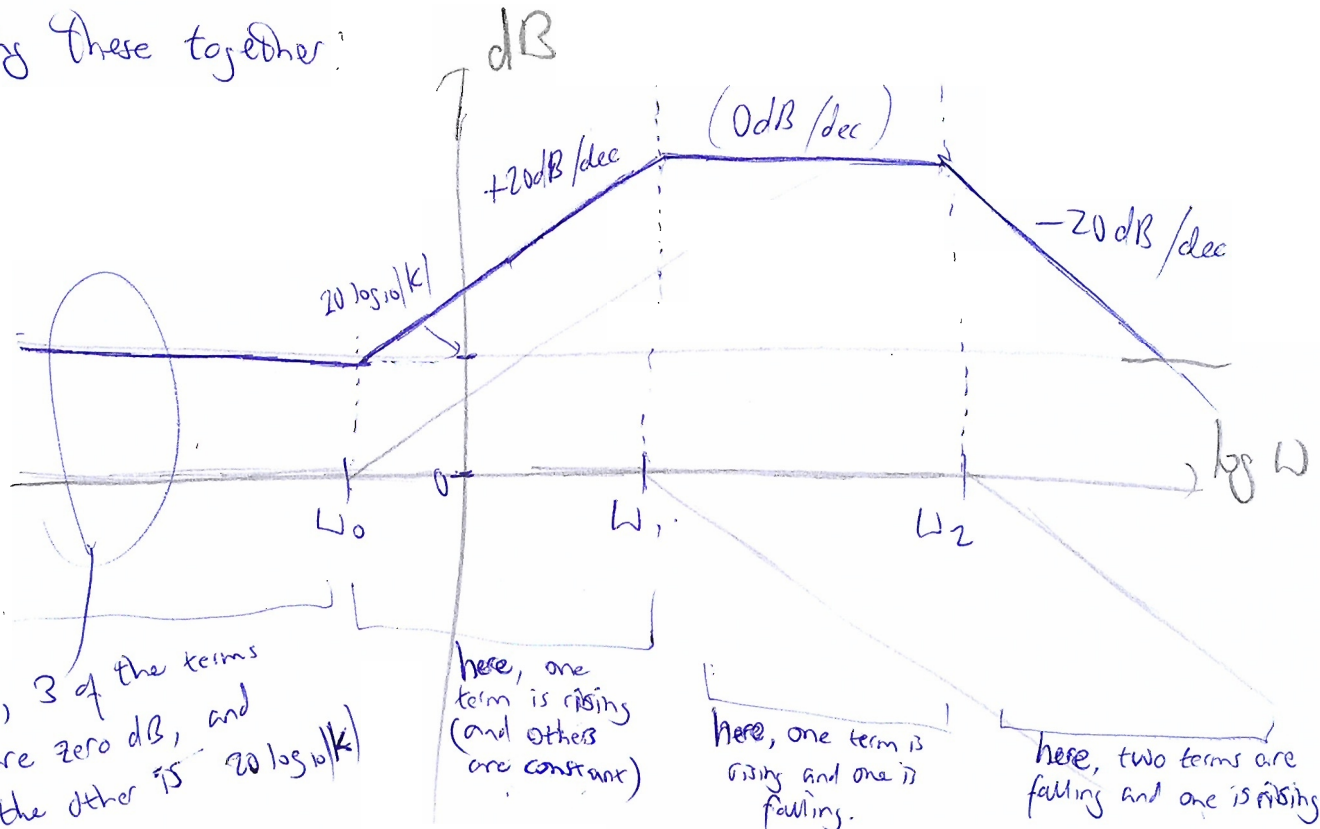 these together:
dB
(0dB/dec)
+20dB/dec
-20dB/dec
20 log10|K|
0
log ω
ω0
ω1
ω2
, 3 of the terms
re zero dB, and
the other is 20 log10|K|
here, one
term is rising
(and others
are constant)
here, one term is
rising and one is
falling.
here, two terms are
falling and one is rising